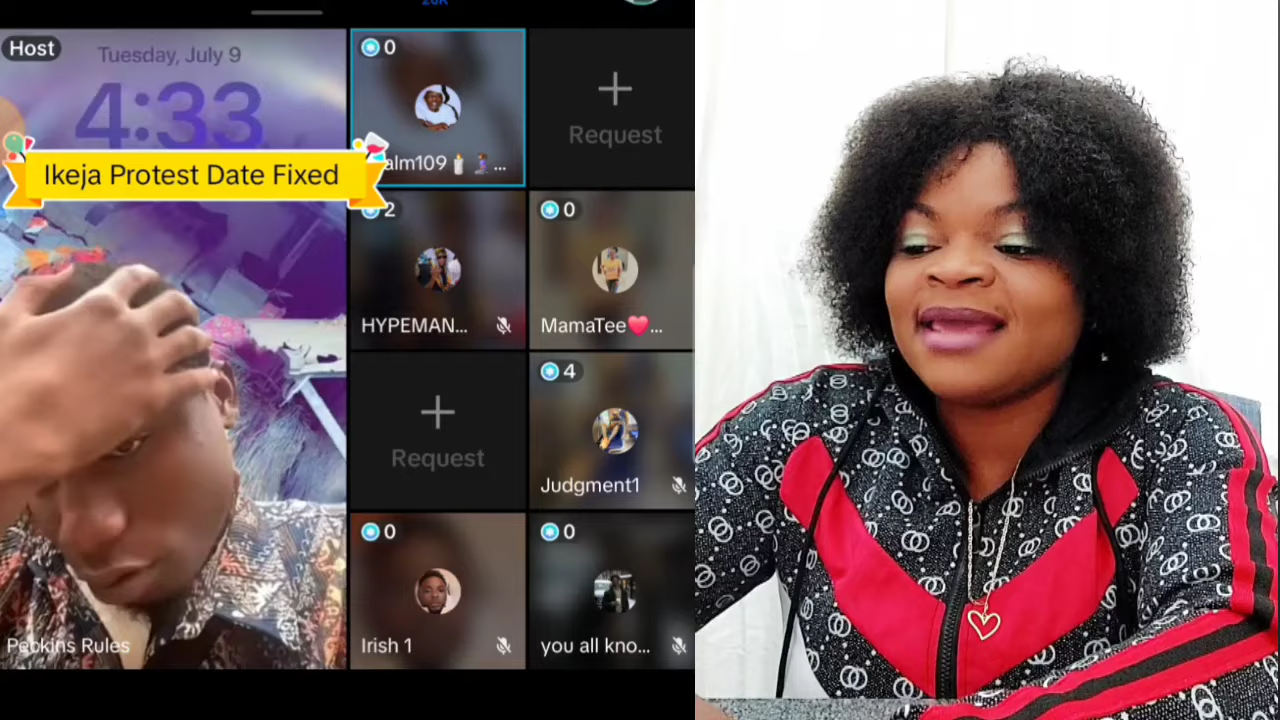 Host
Tuesday, July 9
4:33
Ikeja Protest Date Fixed
Peckins Rules
0
alm109🕯️ ...
Request
2
HYPEMAN...
0
MamaTee❤️...
Request
4
Judgment1
0
Irish 1
0
you all kno...